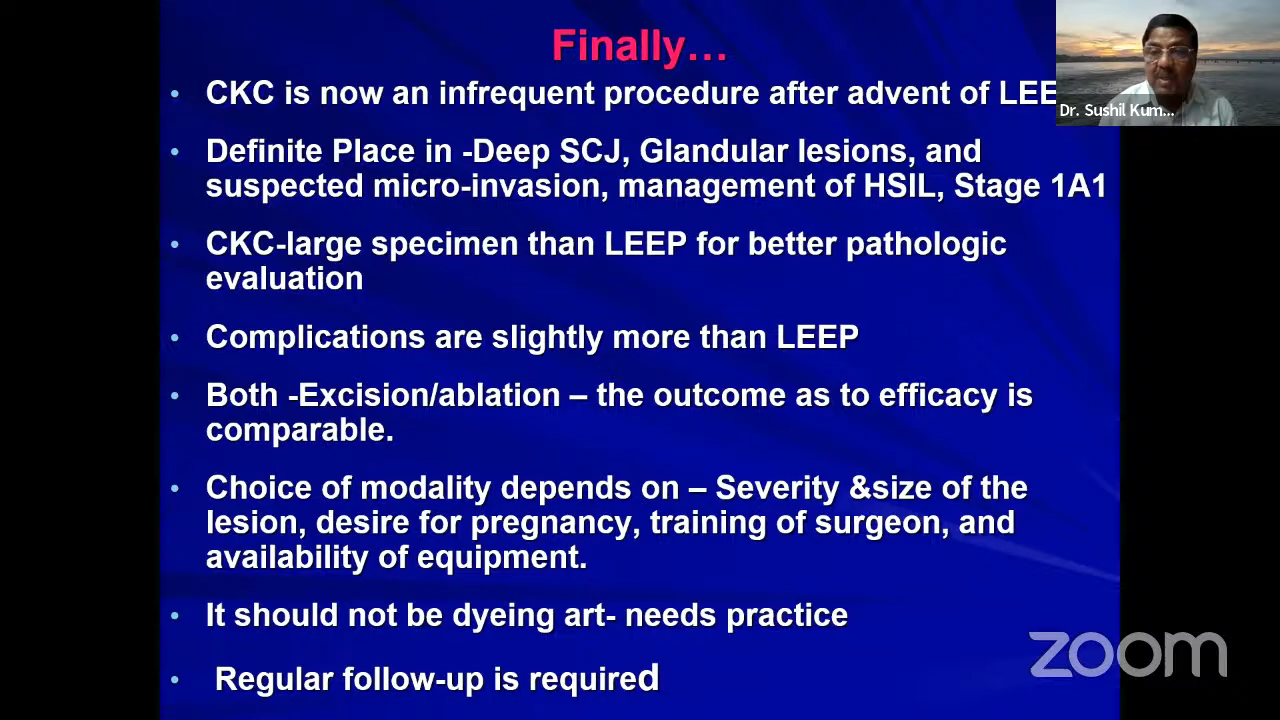 Finally...
• CKC is now an infrequent procedure after advent of LEE
• Definite Place in -Deep SCJ, Glandular lesions, and
suspected micro-invasion, management of HSIL, Stage 1A1
• CKC-large specimen than LEEP for better pathologic
evaluation
• Complications are slightly more than LEEP
• Both -Excision/ablation – the outcome as to efficacy is
comparable.
• Choice of modality depends on – Severity &size of the
lesion, desire for pregnancy, training of surgeon, and
availability of equipment.
• It should not be dyeing art- needs practice
• Regular follow-up is required
Dr. Sushil Kum...
zoom